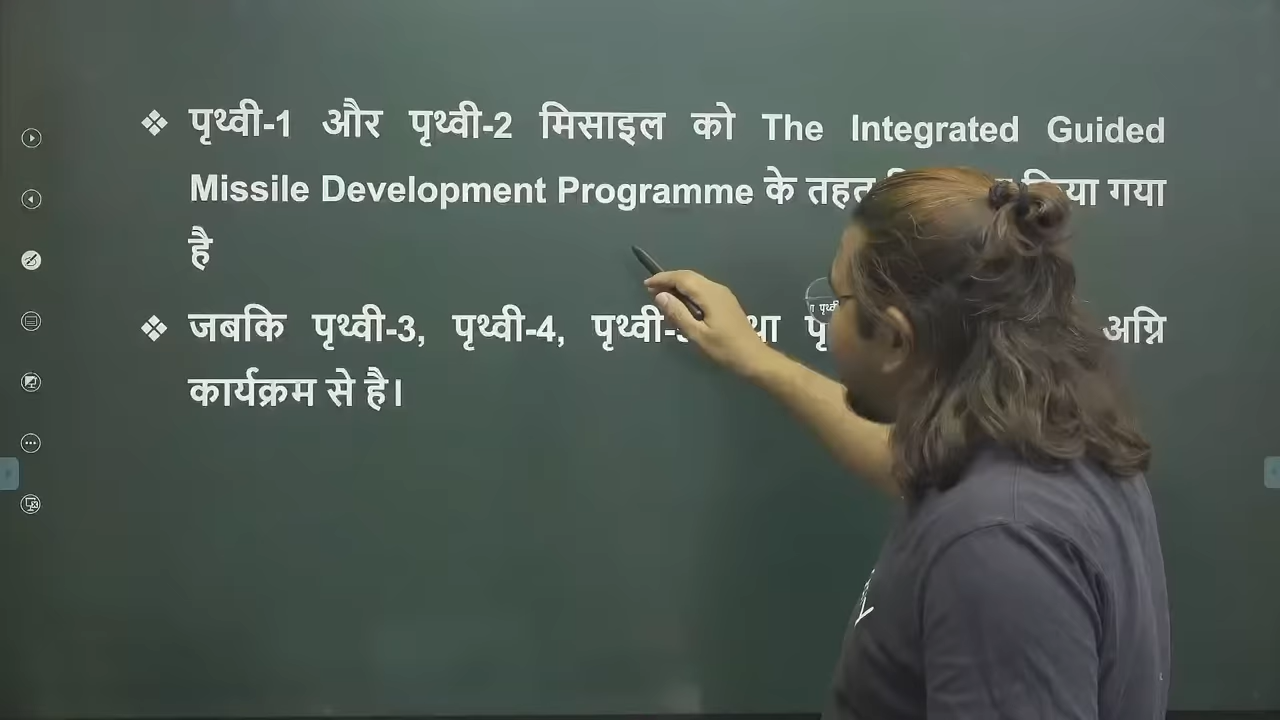 ❖ पृथ्वी-1 और पृथ्वी-2 मिसाइल को The Integrated Guided
Missile Development Programme के तहत किया गया
है
❖ जबकि पृथ्वी-3, पृथ्वी-4, अग्नि
कार्यक्रम से है।